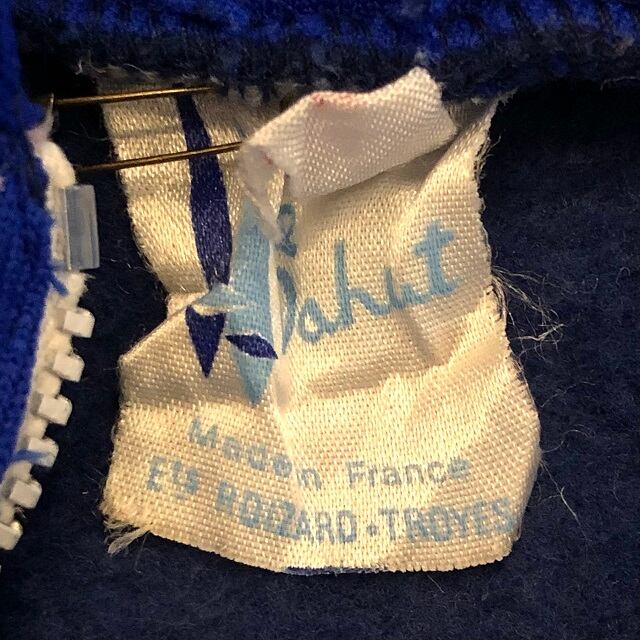 Dahut
Made in France
Ets - TROYES